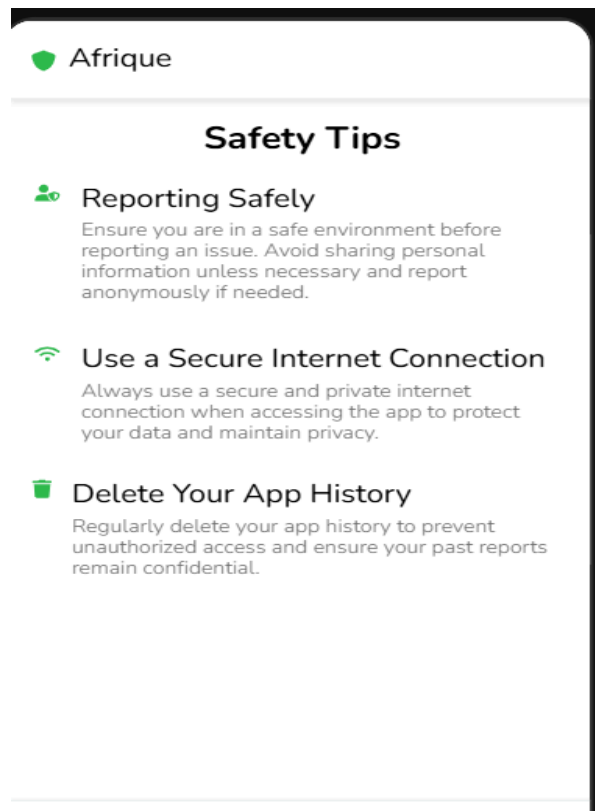 Afrique
Safety Tips
Reporting Safely
Ensure you are in a safe environment before
reporting an issue. Avoid sharing personal
information unless necessary and report
anonymously if needed.
Use a Secure Internet Connection
Always use a secure and private internet
connection when accessing the app to protect
your data and maintain privacy.
Delete Your App History
Regularly delete your app history to prevent
unauthorized access and ensure your past reports
remain confidential.